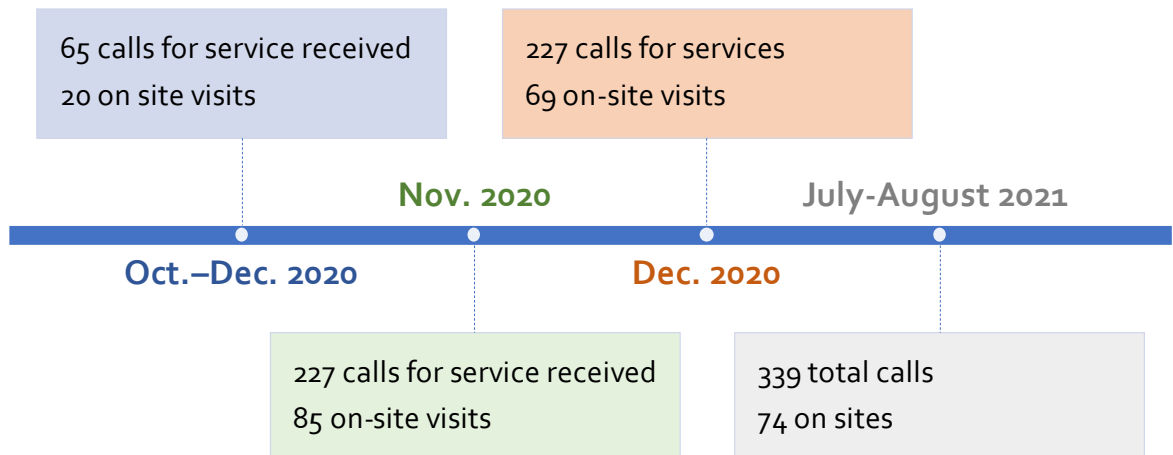 65 calls for service received
20 on site visits
227 calls for services
69 on-site visits
Nov. 2020
July-August 2021
Oct.–Dec. 2020
Dec. 2020
227 calls for service received
85 on-site visits
339 total calls
74 on sites